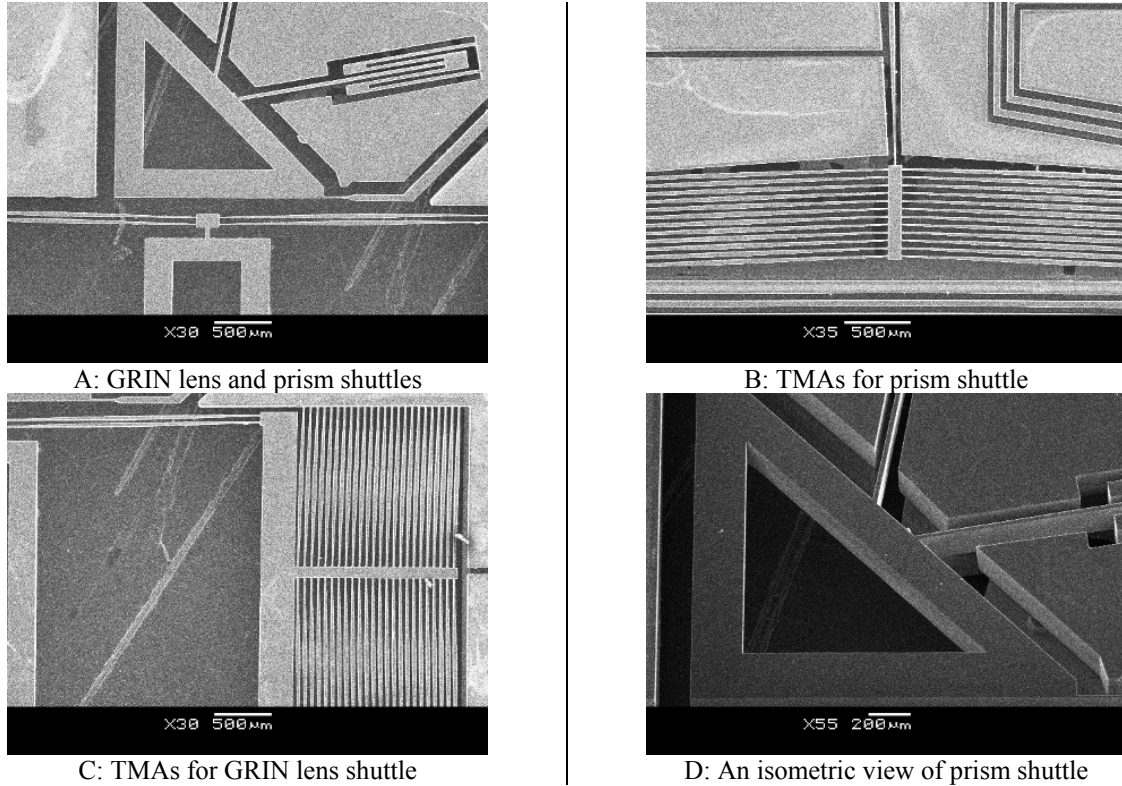 X30 500μm
X35 500μm
A: GRIN lens and prism shuttles
B: TMAs for prism shuttle
X30 500μm
X55 200μm
C: TMAs for GRIN lens shuttle
D: An isometric view of prism shuttle